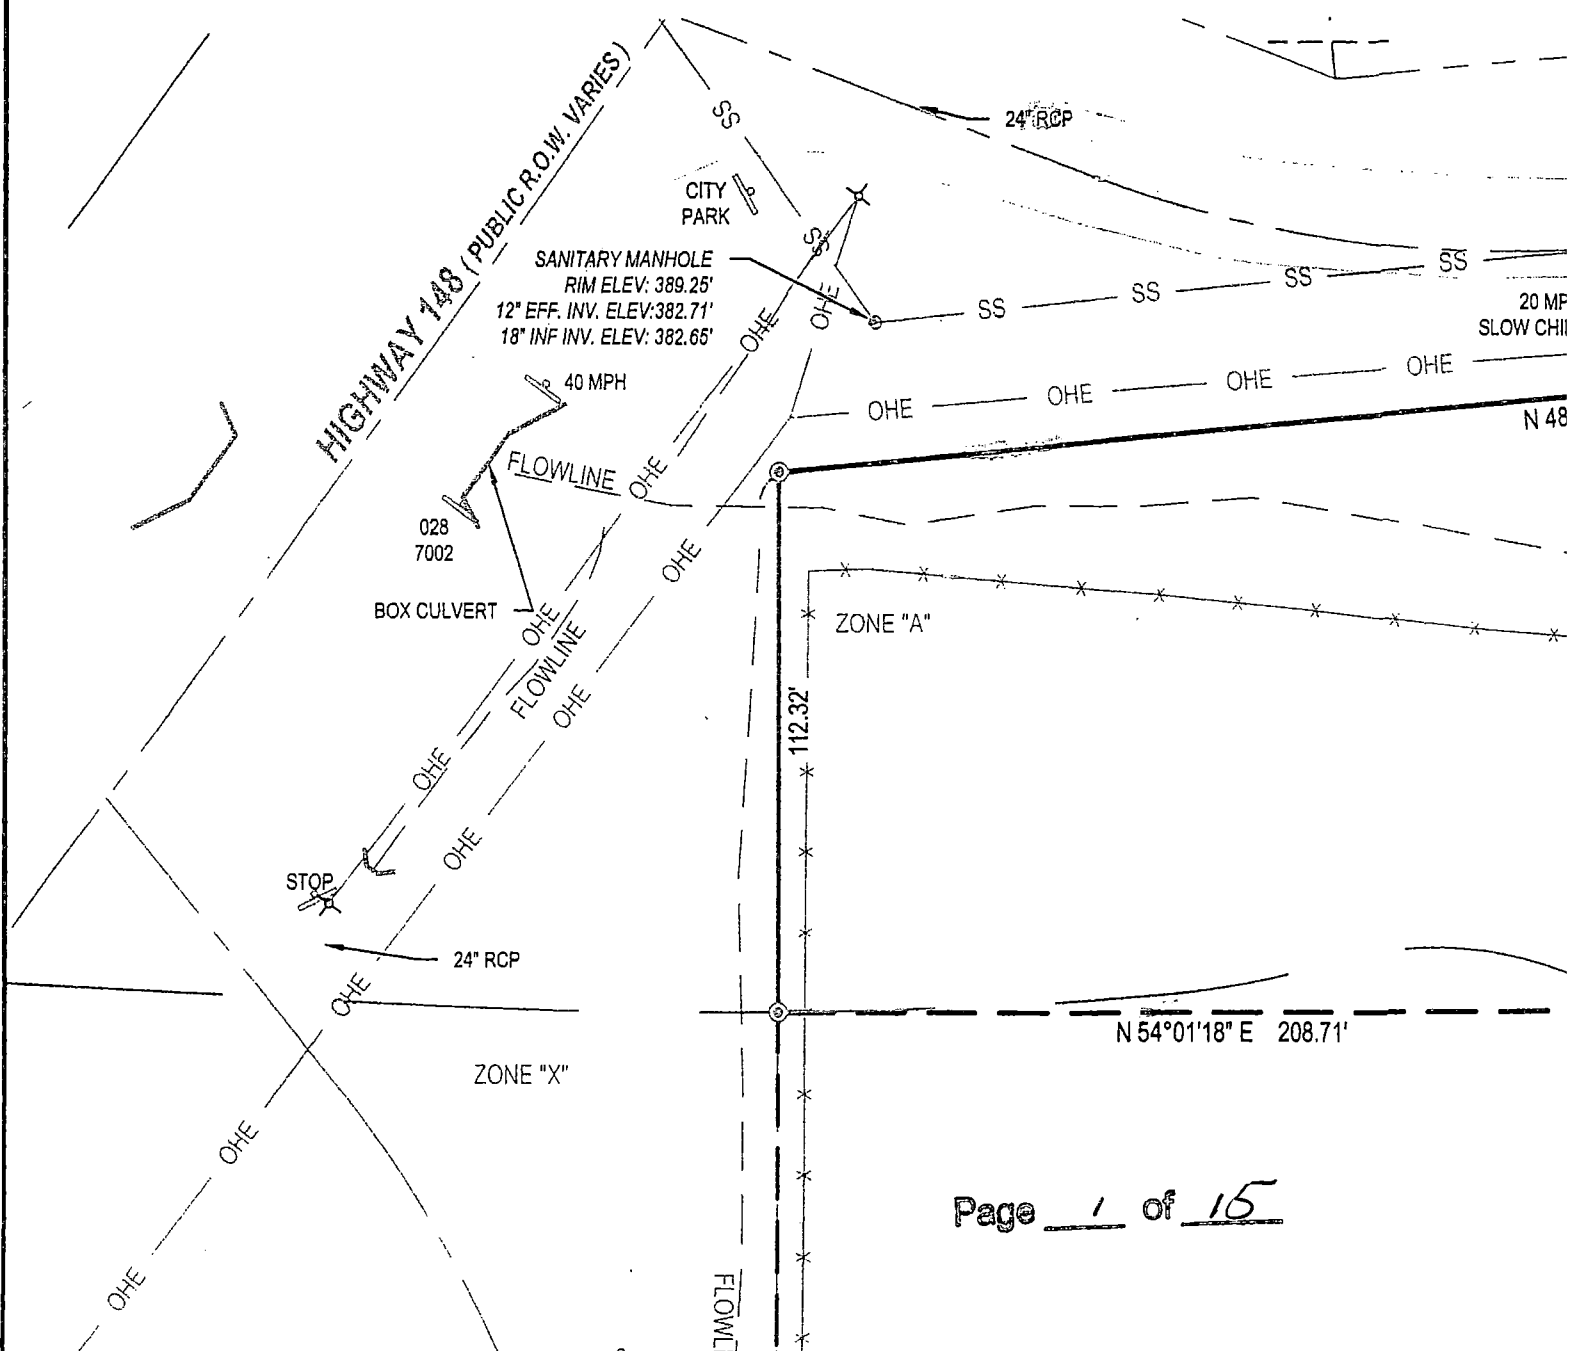 HIGHWAY 148 (PUBLIC R.O.W. VARIES)
SS
24" RCP
CITY
PARK
SS
SANITARY MANHOLE
RIM ELEV: 389.25'
12" EFF. INV. ELEV:382.71'
18" INF INV. ELEV: 382.65'
OHE
OHE
SS
SS
SS
SS
20 MP
SLOW CHI
40 MPH
OHE
OHE
OHE
OHE
N 48
FLOWLINE
OHE
028
7002
OHE
BOX CULVERT
OHE
FLOWLINE
ZONE "A"
OHE
112.32'
OHE
OHE
STOP
24" RCP
OHE
N 54°01'18" E 208.71'
ZONE "X"
OHE
Page 1 of 15
OHE
FLOWL